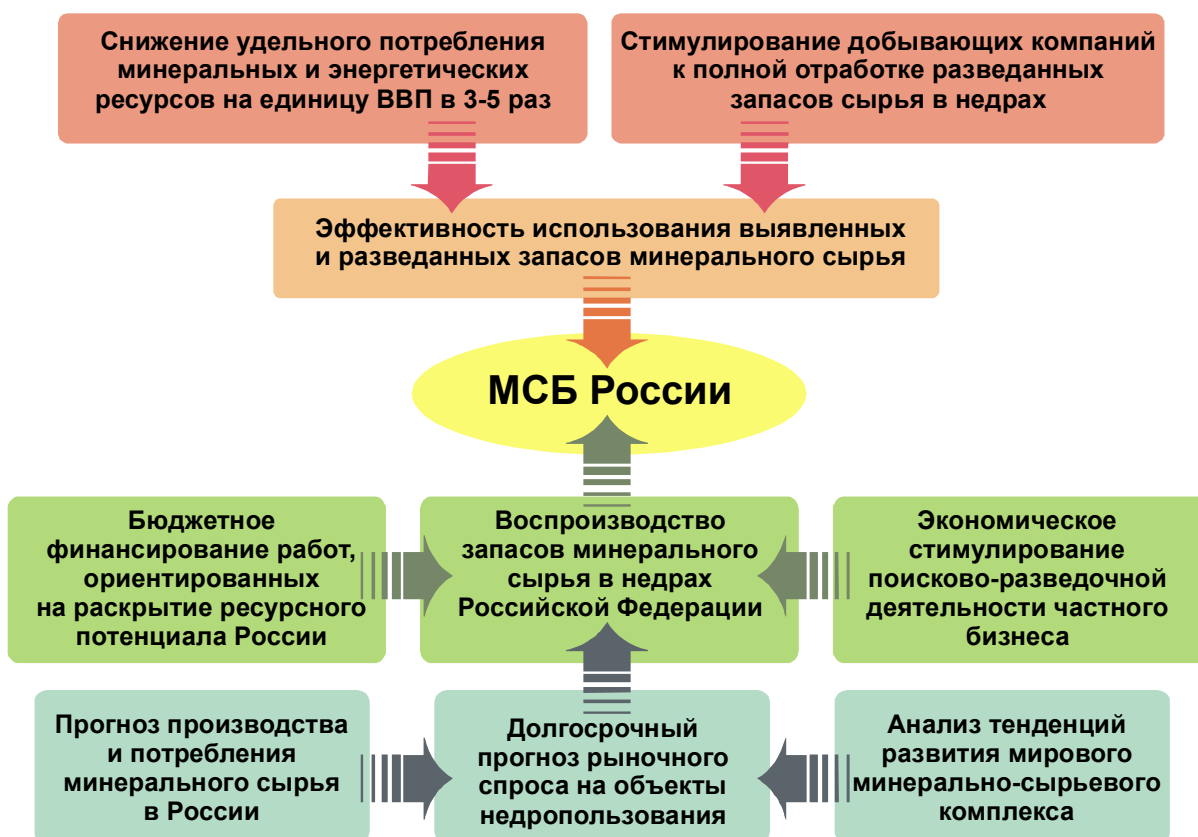 Снижение удельного потребления
минеральных и энергетических
ресурсов на единицу ВВП в 3-5 раз
Стимулирование добывающих компаний
к полной отработке разведанных
запасов сырья в недрах
Эффективность использования выявленных
и разведанных запасов минерального сырья
МСБ России
Бюджетное
финансирование работ,
ориентированных
на раскрытие ресурсного
потенциала России
Воспроизводство
запасов минерального
сырья в недрах
Российской Федерации
Экономическое
стимулирование
поисково-разведочной
деятельности частного
бизнеса
Прогноз производства
и потребления
минерального сырья
в России
Долгосрочный
прогноз рыночного
спроса на объекты
недропользования
Анализ тенденций
развития мирового
минерально-сырьевого
комплекса